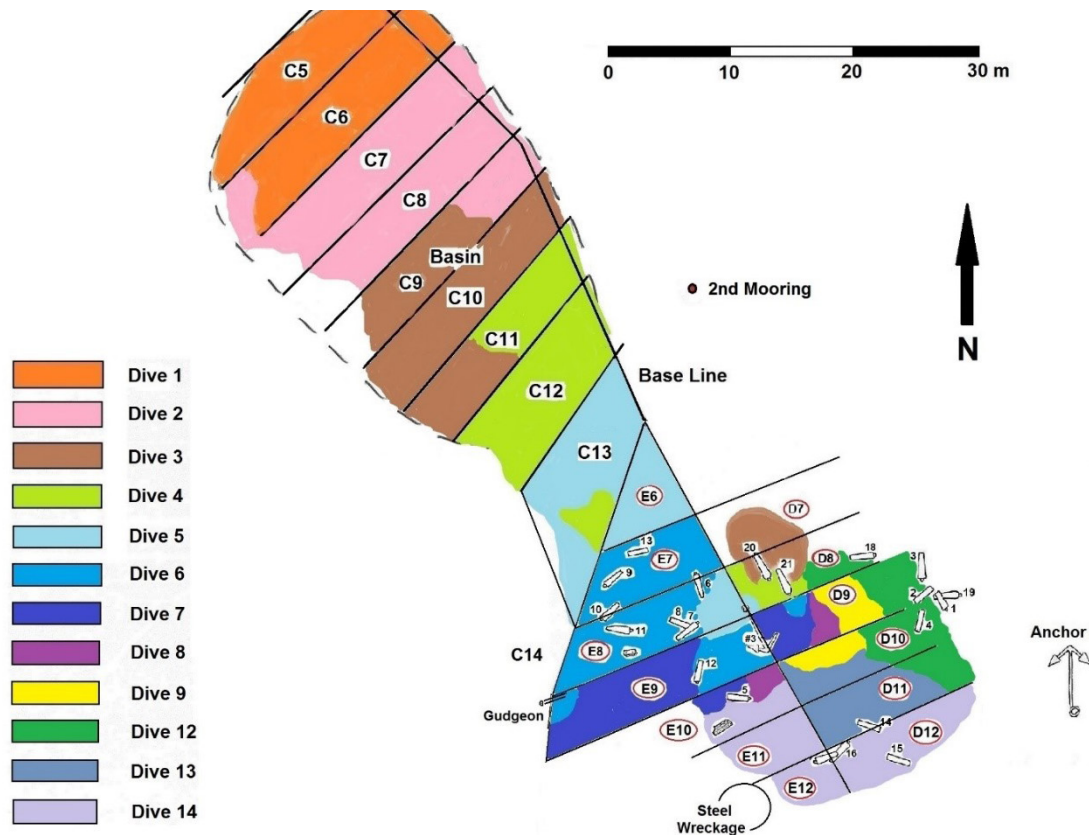 C5
C6
C7
C8
Basin
C9
C10
C11
C12
C13
C14
0 10 20 30 m
2nd Mooring
N
Base Line
Dive 1
Dive 2
Dive 3
Dive 4
Dive 5
Dive 6
Dive 7
Dive 8
Dive 9
Dive 12
Dive 13
Dive 14
E6
D7
13
E7
20
D8
18
3
9
6
21
D9
2
19
1
10
8
7
4
11
#3
D10
Anchor
E8
12
E9
5
D11
Gudgeon
E10
14
D12
E11
16
15
E12
Steel
Wreckage